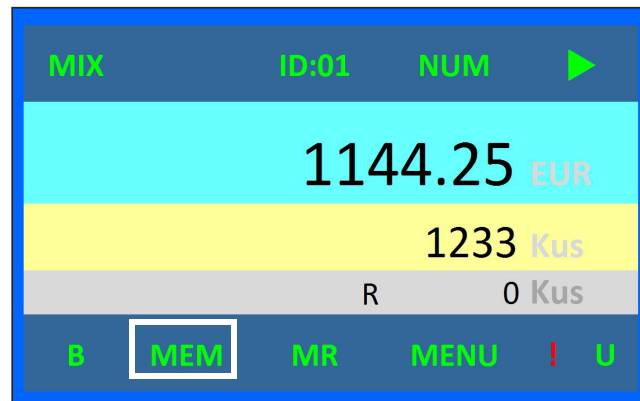 MIX ID:01 NUM
1144.25 EUR
1233 Kus
R 0 Kus
B MEM MR MENU ! U